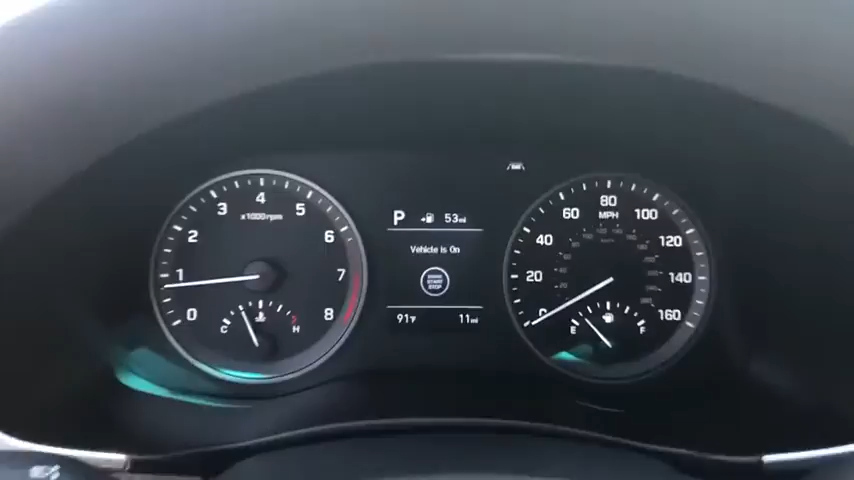 P 53mi
Vehicle is On
ENGINE
START
STOP
91°F 11mi
x1000rpm
0 1 2 3 4 5 6 7 8
C H
MPH
0 20 40 60 80 100 120 140 160
E F